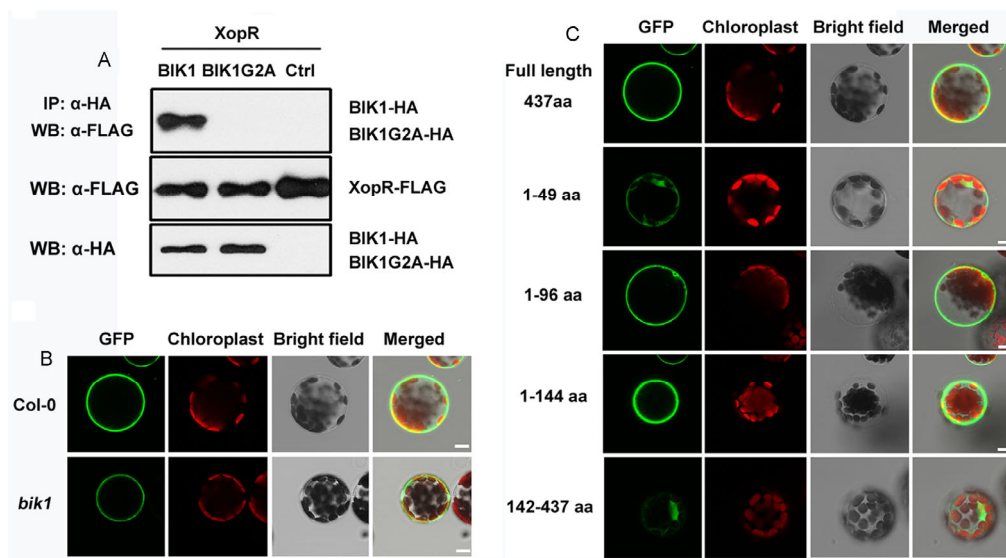 A
XopR
BIK1 BIK1G2A Ctrl
IP: α-HA
WB: α-FLAG
BIK1-HA
BIK1G2A-HA
WB: α-FLAG
XopR-FLAG
WB: α-HA
BIK1-HA
BIK1G2A-HA
B
GFP Chloroplast Bright field Merged
Col-0
bik1
C
GFP Chloroplast Bright field Merged
Full length
437aa
1-49 aa
1-96 aa
1-144 aa
142-437 aa